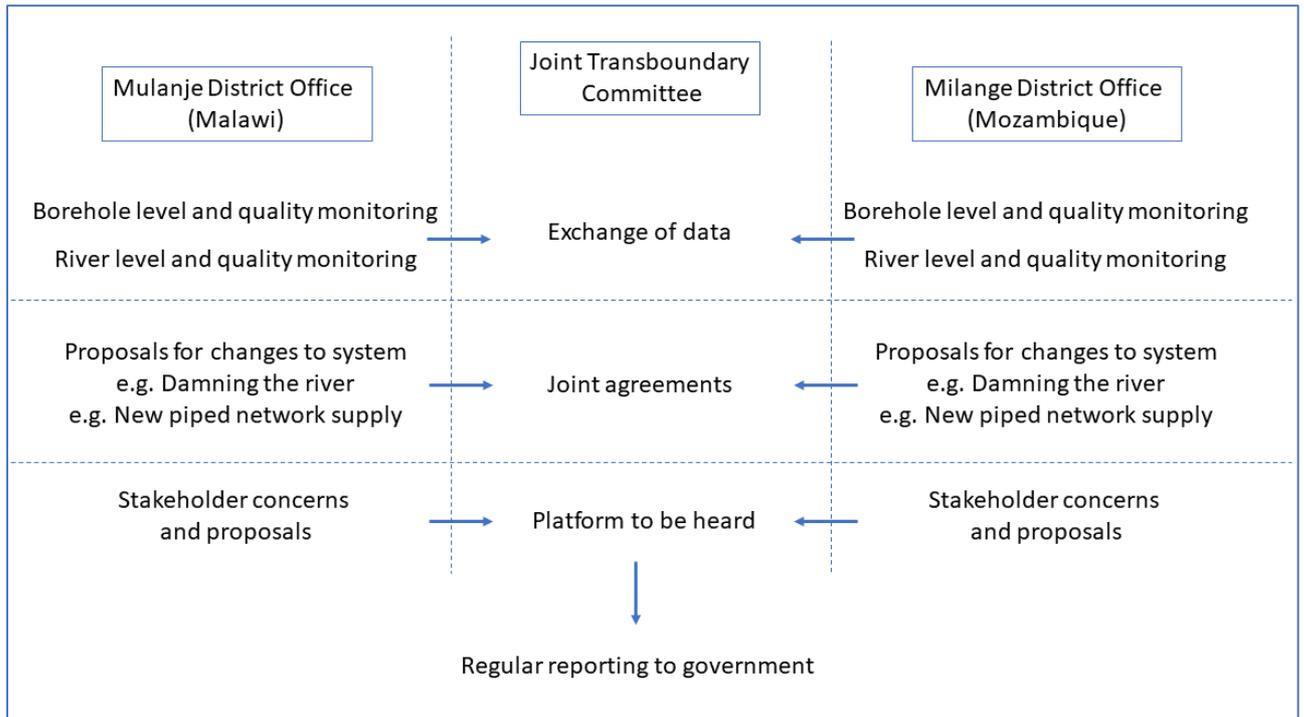 Mulanje District Office
(Malawi)
Joint Transboundary
Committee
Milange District Office
(Mozambique)
Borehole level and quality monitoring
River level and quality monitoring
Exchange of data
Borehole level and quality monitoring
River level and quality monitoring
Proposals for changes to system
e.g. Damning the river
e.g. New piped network supply
Joint agreements
Proposals for changes to system
e.g. Damning the river
e.g. New piped network supply
Stakeholder concerns
and proposals
Platform to be heard
Stakeholder concerns
and proposals
Regular reporting to government